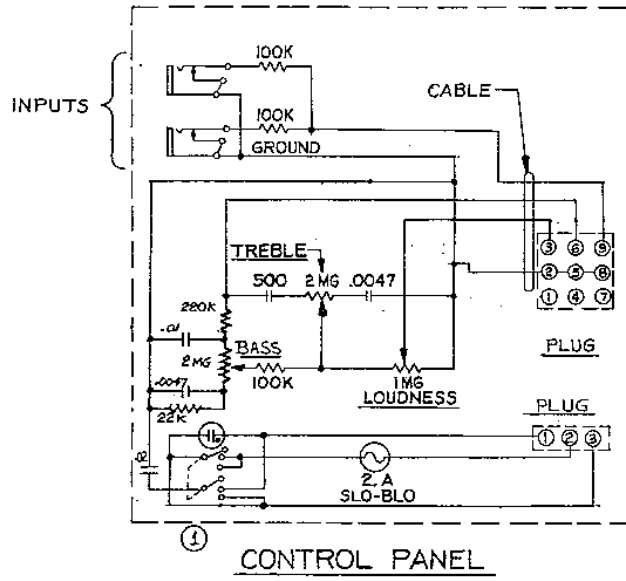 100K
INPUTS
100K
GROUND
CABLE
3 6 9
2 5 8
1 4 7
PLUG
TREBLE
500 2 MG .0047
220K
.01
BASS
2 MG
100K
1MG
LOUDNESS
.0047
22K
PLUG
1 2 3
2. A
SLO-BLO
1
CONTROL PANEL